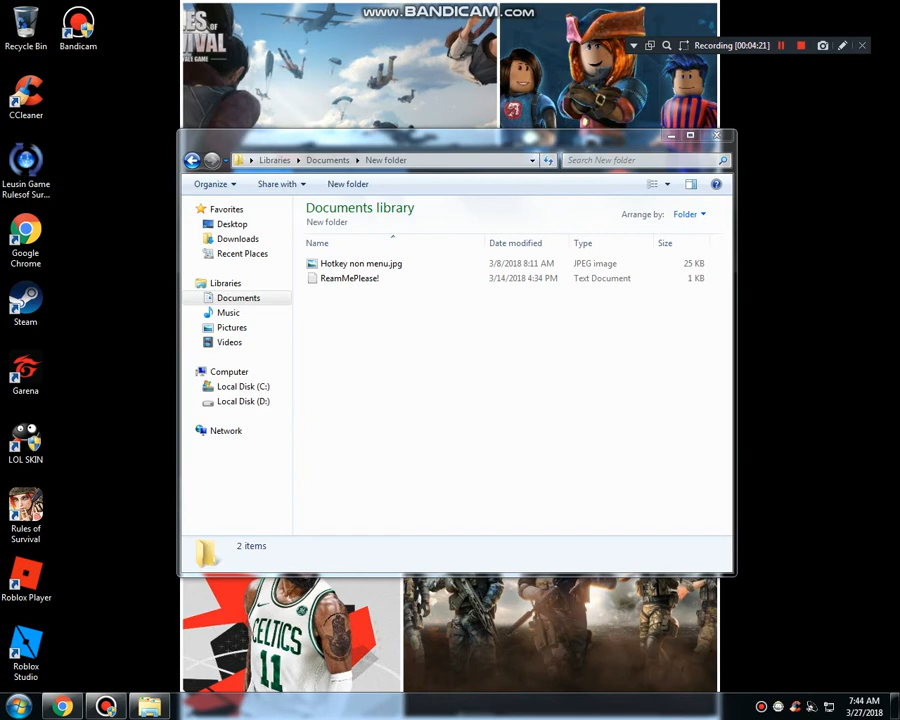 WWW.BANDICAM.COM
Recording [00:04:21]
Recycle Bin
Bandicam
CCleaner
Leusin Game
Rulesof Sur...
Google
Chrome
Steam
Garena
LOL SKIN
Rules of
Survival
Roblox Player
Roblox
Studio
Libraries
Documents
New folder
Search New folder
Organize
Share with
New folder
Favorites
Desktop
Downloads
Recent Places
Libraries
Documents
Music
Pictures
Videos
Computer
Local Disk (C:)
Local Disk (D:)
Network
Documents library
New folder
Arrange by: Folder
Name Date modified Type Size
Hotkey non menu.jpg 3/8/2018 8:11 AM JPEG image 25 KB
ReamMePlease! 3/14/2018 4:34 PM Text Document 1 KB
2 items
CELTICS
11
7:44 AM
3/27/2018